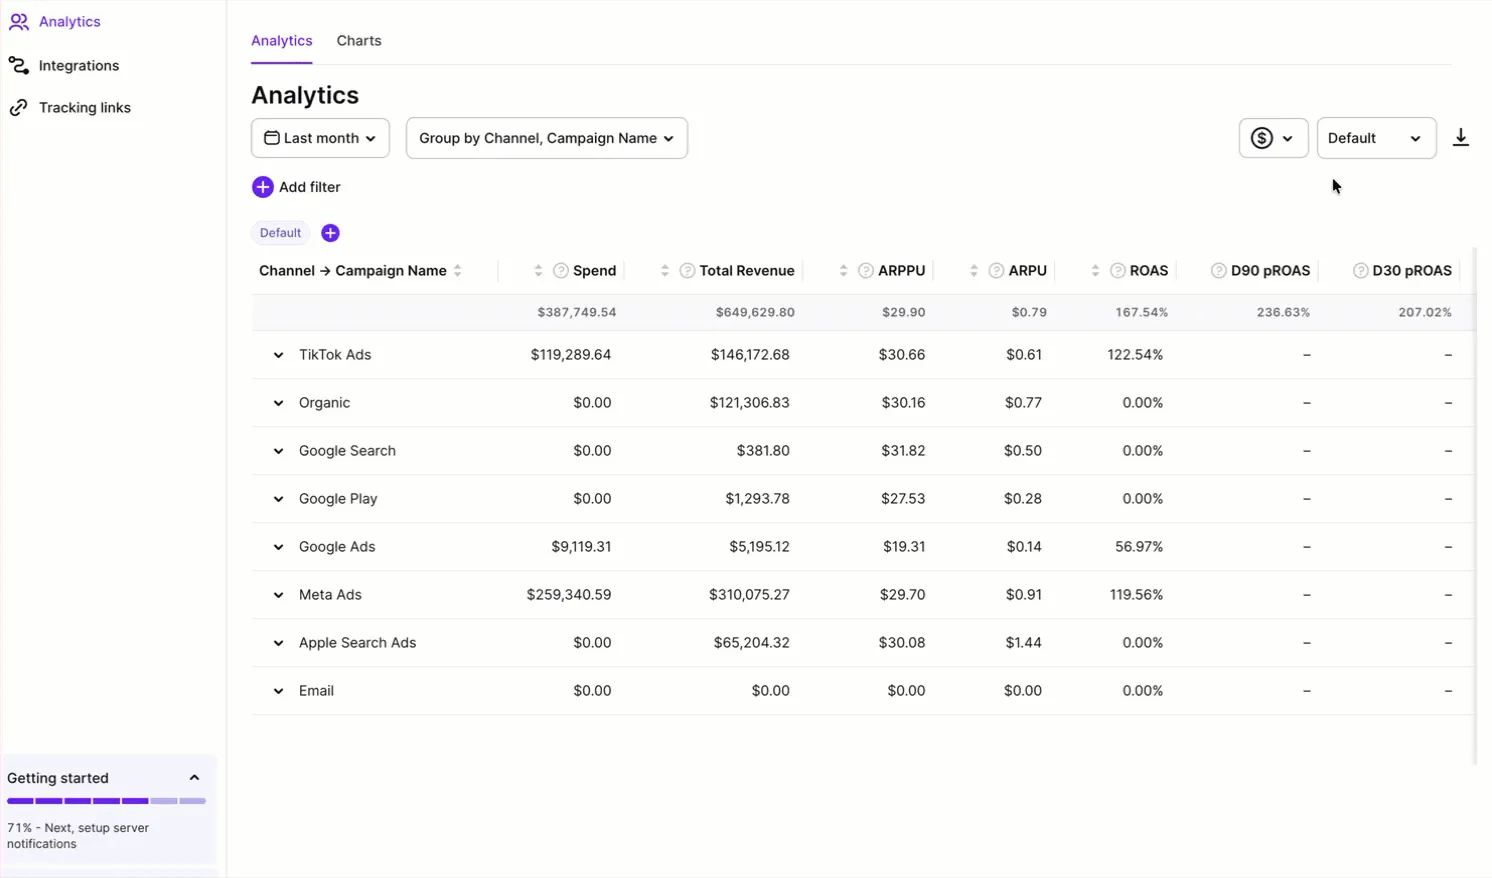 Analytics
Integrations
Tracking links
Analytics Charts
Analytics
Last month Group by Channel, Campaign Name Default
Add filter
Default
Channel → Campaign Name Spend Total Revenue ARPPU ARPU ROAS D90 pROAS D30 pROAS
$387,749.54 $649,629.80 $29.90 $0.79 167.54% 236.63% 207.02%
TikTok Ads $119,289.64 $146,172.68 $30.66 $0.61 122.54% – –
Organic $0.00 $121,306.83 $30.16 $0.77 0.00% – –
Google Search $0.00 $381.80 $31.82 $0.50 0.00% – –
Google Play $0.00 $1,293.78 $27.53 $0.28 0.00% – –
Google Ads $9,119.31 $5,195.12 $19.31 $0.14 56.97% – –
Meta Ads $259,340.59 $310,075.27 $29.70 $0.91 119.56% – –
Apple Search Ads $0.00 $65,204.32 $30.08 $1.44 0.00% – –
Email $0.00 $0.00 $0.00 $0.00 0.00% – –
Getting started
71% - Next, setup server
notifications